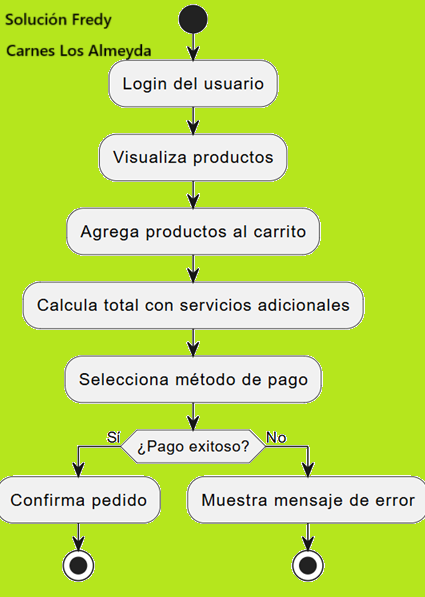 Solución Fredy
Carnes Los Almeyda
Login del usuario
Visualiza productos
Agrega productos al carrito
Calcula total con servicios adicionales
Selecciona método de pago
Sí
¿Pago exitoso?
No
Confirma pedido
Muestra mensaje de error